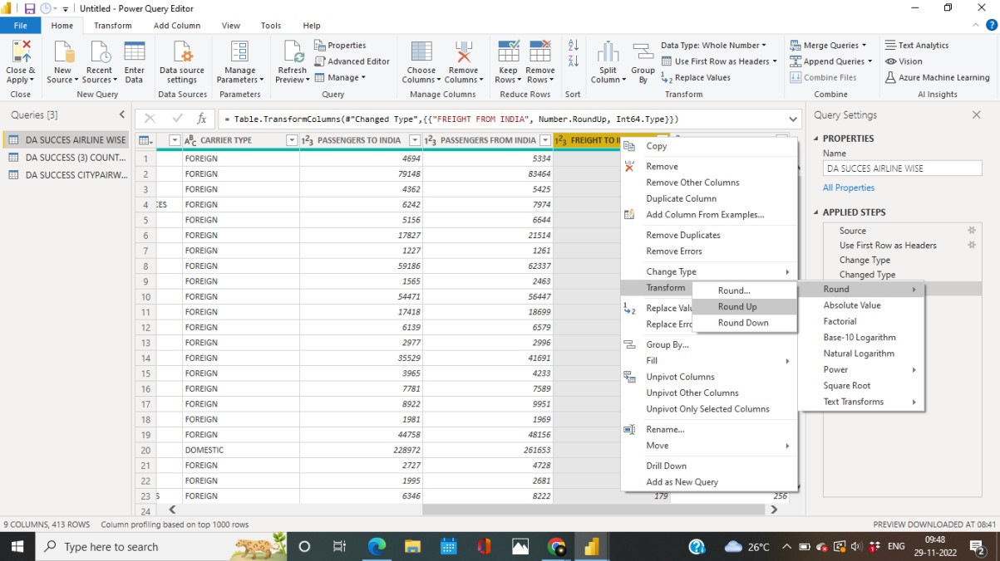 Untitled - Power Query Editor
File Home Transform Add Column View Tools Help
Close & Apply
New Source
Recent Sources
Enter Data
Data source settings
Manage Parameters
Refresh Preview
Properties
Advanced Editor
Manage
Choose Columns
Remove Columns
Keep Rows
Remove Rows
Split Column
Group By
Data Type: Whole Number
Use First Row as Headers
Replace Values
Merge Queries
Append Queries
Combine Files
Text Analytics
Vision
Azure Machine Learning
Close New Query Data Sources Parameters Query Manage Columns Reduce Rows Sort Transform Combine AI Insights
Queries [3]
DA SUCCES AIRLINE WISE
DA SUCCESS (3) COUNT...
DA SUCCESS CITYPAIRW...
fx = Table.TransformColumns(#"Changed Type",{{"FREIGHT FROM INDIA", Number.RoundUp, Int64.Type}})
CARRIER TYPE PASSENGERS TO INDIA PASSENGERS FROM INDIA FREIGHT TO I
1 FOREIGN 4694 5334
2 FOREIGN 79148 83464
3 FOREIGN 4362 5425
4 CES FOREIGN 6242 7974
5 FOREIGN 5156 6644
6 FOREIGN 17827 21514
7 FOREIGN 1227 1261
8 FOREIGN 59186 62337
9 FOREIGN 1565 2463
10 FOREIGN 54471 56447
11 FOREIGN 17418 18699
12 FOREIGN 6139 6579
13 FOREIGN 2977 2996
14 FOREIGN 35529 41691
15 FOREIGN 3965 4233
16 FOREIGN 7781 7589
17 FOREIGN 8922 9951
18 FOREIGN 1981 1969
19 FOREIGN 44758 48156
20 DOMESTIC 228972 261653
21 FOREIGN 2727 4728
22 FOREIGN 1995 2681
23 S FOREIGN 6346 8222 179 256
24
Copy
Remove
Remove Other Columns
Duplicate Column
Add Column From Examples...
Remove Duplicates
Remove Errors
Change Type
Transform
Replace Valu
Replace Erro
Group By...
Fill
Unpivot Columns
Unpivot Other Columns
Unpivot Only Selected Columns
Rename...
Move
Drill Down
Add as New Query
Round...
Round Up
Round Down
Round
Absolute Value
Factorial
Base-10 Logarithm
Natural Logarithm
Power
Square Root
Text Transforms
Query Settings
PROPERTIES
Name
DA SUCCES AIRLINE WISE
All Properties
APPLIED STEPS
Source
Use First Row as Headers
Change Type
Changed Type
9 COLUMNS, 413 ROWS Column profiling based on top 1000 rows PREVIEW DOWNLOADED AT 08:41
Type here to search
26°C ENG
09:48
29-11-2022
2